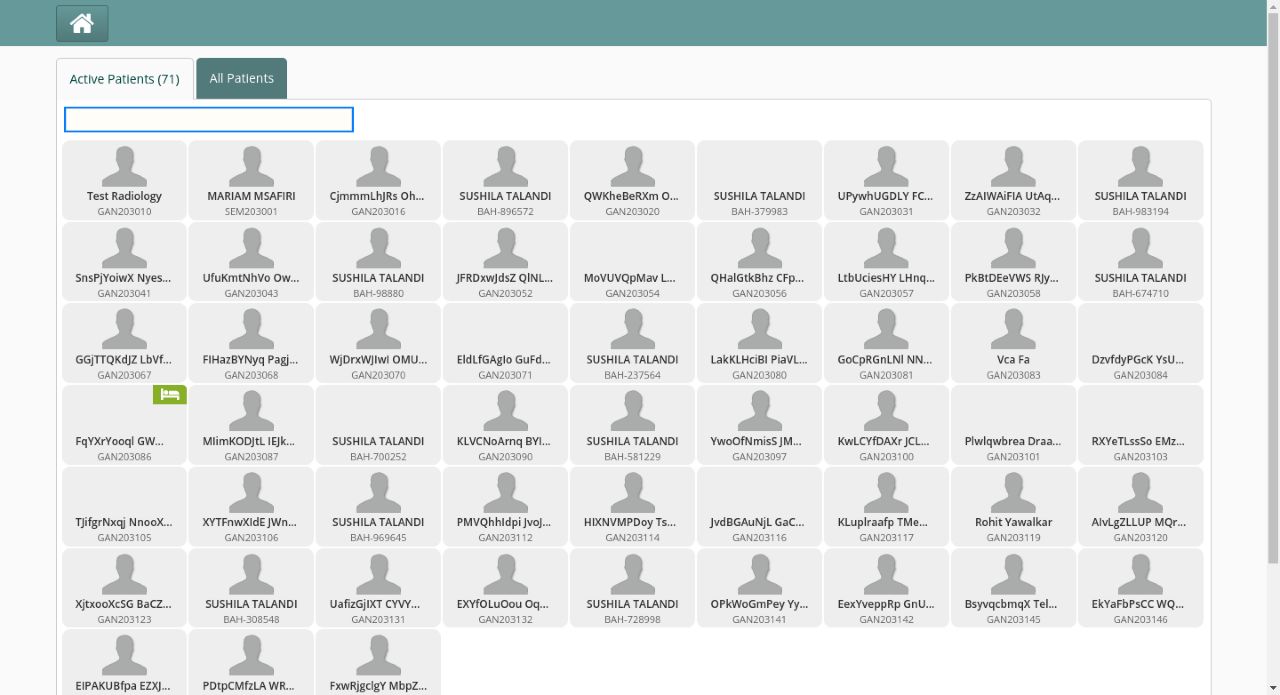 Active Patients (71)
All Patients
Test Radiology
GAN203010
MARIAM MSAFIRI
SEM203001
CjmmmLhJRs Oh...
GAN203016
SUSHILA TALANDI
BAH-896572
QWKheBeRXm O...
GAN203020
SUSHILA TALANDI
BAH-379983
UPywhUGDLY FC...
GAN203031
ZzAIWAiFIA UtAq...
GAN203032
SUSHILA TALANDI
BAH-983194
SnsPjYoiwX Nyes...
GAN203041
UfuKmtNhVo Ow...
GAN203043
SUSHILA TALANDI
BAH-98880
JFRDxwJdsZ QlNL...
GAN203052
MoVUVQpMav L...
GAN203054
QHalGtkBhz CFp...
GAN203056
LtbUciesHY LHnq...
GAN203057
PkBtDEeVWS RJy...
GAN203058
SUSHILA TALANDI
BAH-674710
GGjTTQKdJZ LbVf...
GAN203067
FIHazBYNyq Pagj...
GAN203068
WjDrxWJIwI OMU...
GAN203070
EldLfGAgIo GuFd...
GAN203071
SUSHILA TALANDI
BAH-237564
LakKLHciBI PiaVL...
GAN203080
GoCpRGnLNl NN...
GAN203081
Vca Fa
GAN203083
DzvfdyPGcK YsU...
GAN203084
FqYXrYooql GW...
GAN203086
MIimKODJtL IEJk...
GAN203087
SUSHILA TALANDI
BAH-700252
KLVCNoArnq BYI...
GAN203090
SUSHILA TALANDI
BAH-581229
YwoOfNmisS JM...
GAN203097
KwLCYfDAXr JCL...
GAN203100
Plwlqwbrea Draa...
GAN203101
RXYeTLssSo EMz...
GAN203103
TJifgrNxqj NnooX...
GAN203105
XYTFnwXIdE JWn...
GAN203106
SUSHILA TALANDI
BAH-969645
PMVQhhIdpi JvoJ...
GAN203112
HIXNVMPDoy Ts...
GAN203114
JvdBGAuNjL GaC...
GAN203116
KLuplraafp TMe...
GAN203117
Rohit Yawalkar
GAN203119
AIvLgZLLUP MQr...
GAN203120
XjtxooXcSG BaCZ...
GAN203123
SUSHILA TALANDI
BAH-308548
UafizGjIXT CYVY...
GAN203131
EXYfOLuOou Oq...
GAN203132
SUSHILA TALANDI
BAH-728998
OPkWoGmPey Yy...
GAN203141
EexYveppRp GnU...
GAN203142
BsyvqcbmqX Tel...
GAN203145
EkYaFbPsCC WQ...
GAN203146
EIPAKUBfpa EZXJ...
PDtpCMfzLA WR...
FxwRjgclgY MbpZ...